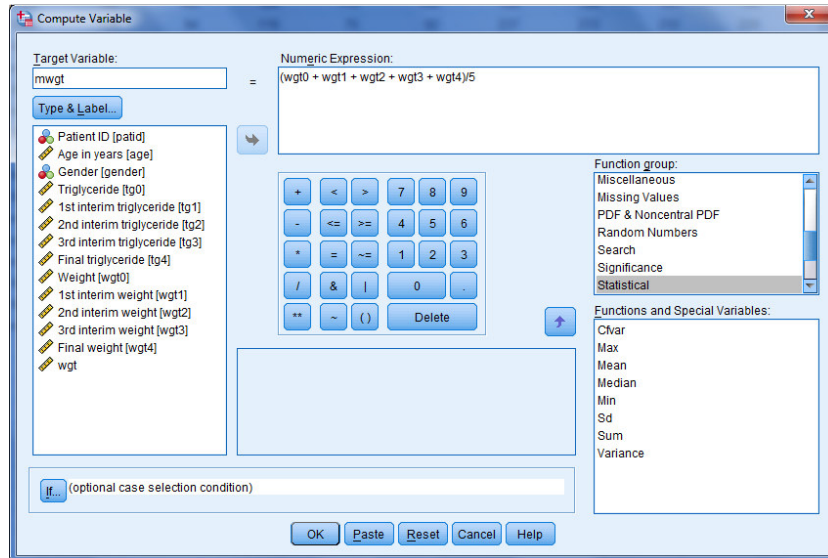 Compute Variable
Target Variable:
mwgt
=
Numeric Expression:
(wgt0 + wgt1 + wgt2 + wgt3 + wgt4)/5
Type & Label...
Patient ID [patid]
Age in years [age]
Gender [gender]
Triglyceride [tg0]
1st interim triglyceride [tg1]
2nd interim triglyceride [tg2]
3rd interim triglyceride [tg3]
Final triglyceride [tg4]
Weight [wgt0]
1st interim weight [wgt1]
2nd interim weight [wgt2]
3rd interim weight [wgt3]
Final weight [wgt4]
wgt
+ < > 7 8 9
- <= >= 4 5 6
* = ~= 1 2 3
/ & | 0 .
** ~ ( ) Delete
Function group:
Miscellaneous
Missing Values
PDF & Noncentral PDF
Random Numbers
Search
Significance
Statistical
Functions and Special Variables:
Cfvar
Max
Mean
Median
Min
Sd
Sum
Variance
If... (optional case selection condition)
OK Paste Reset Cancel Help